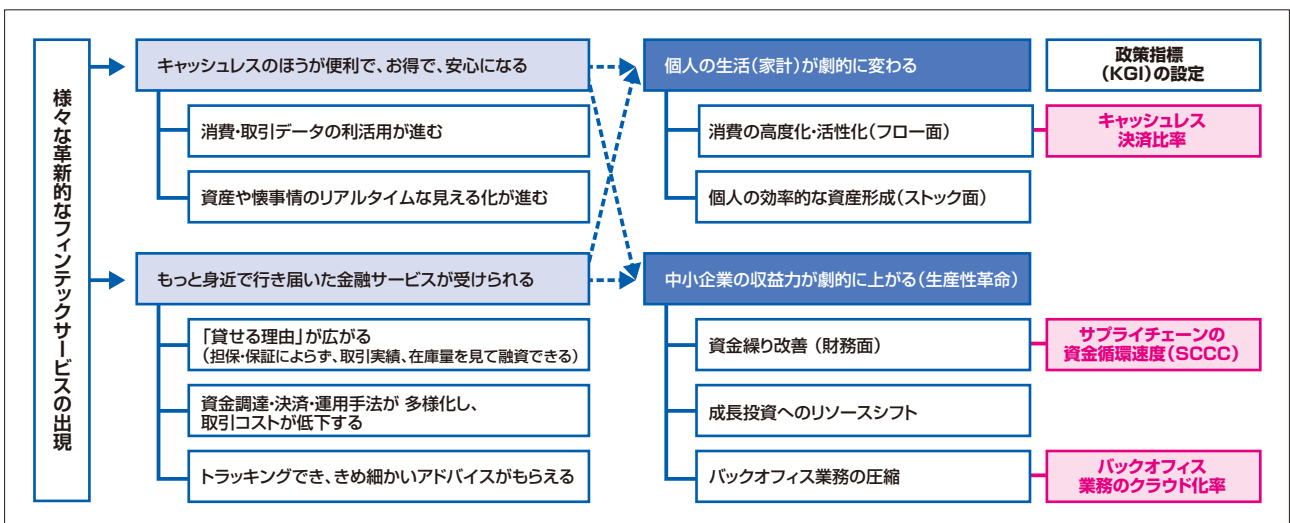 様々な革新的なフィンテックサービスの出現
キャッシュレスのほうが便利で、お得で、安心になる
消費・取引データの利活用が進む
資産や懐事情のリアルタイムな見える化が進む
もっと身近で行き届いた金融サービスが受けられる
「貸せる理由」が広がる
(担保・保証によらず、取引実績、在庫量を見て融資できる)
資金調達・決済・運用手法が 多様化し、
取引コストが低下する
トラッキングでき、きめ細かいアドバイスがもらえる
個人の生活(家計)が劇的に変わる
消費の高度化・活性化(フロー面)
個人の効率的な資産形成(ストック面)
中小企業の収益力が劇的に上がる(生産性革命)
資金繰り改善 (財務面)
成長投資へのリソースシフト
バックオフィス業務の圧縮
政策指標
(KGI)の設定
キャッシュレス
決済比率
サプライチェーンの
資金循環速度(SCCC)
バックオフィス
業務のクラウド化率